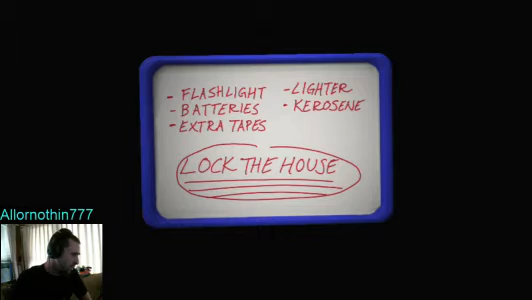 - FLASHLIGHT
- BATTERIES
- EXTRA TAPES
- LIGHTER
- KEROSENE
LOCK THE HOUSE
Allornothin777